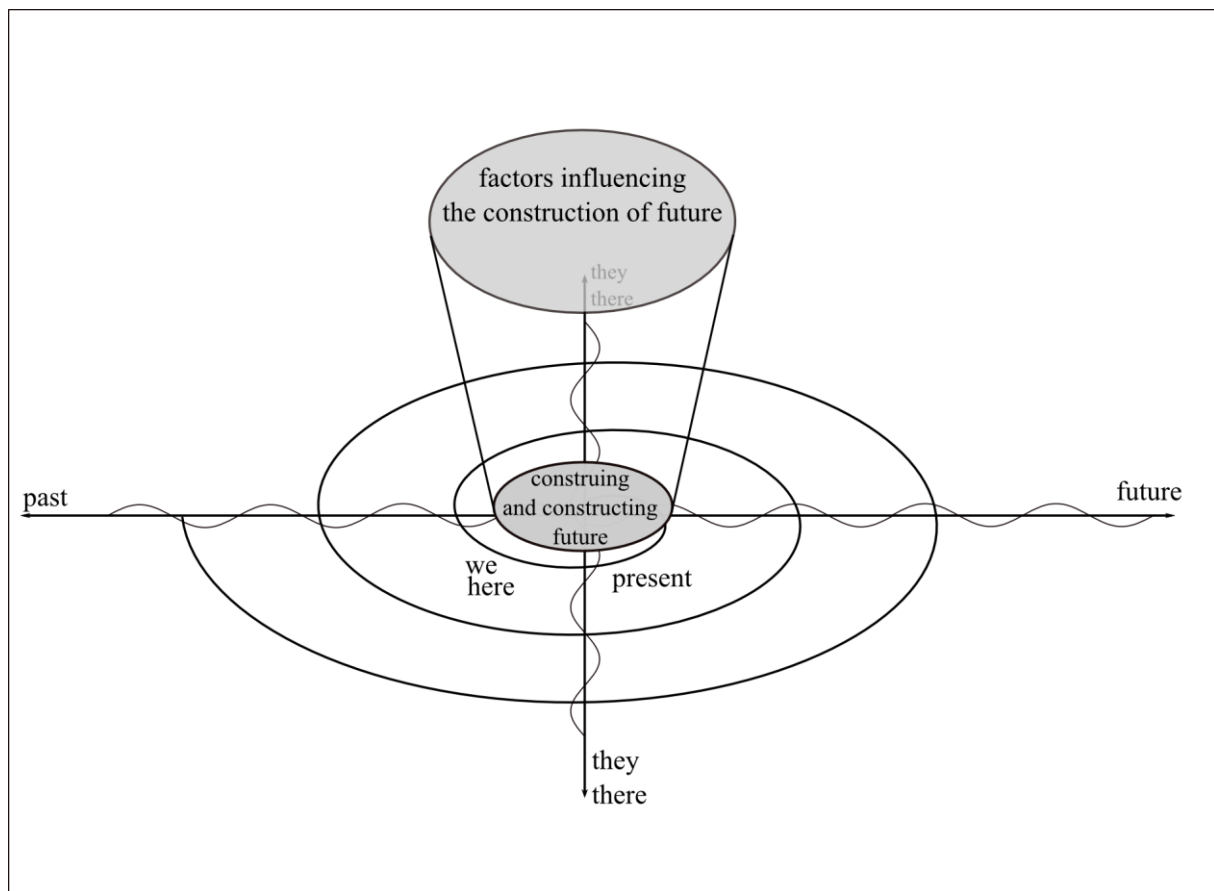 factors influencing
the construction of future
they
there
construing
and constructing
future
past
future
we
here
present
they
there